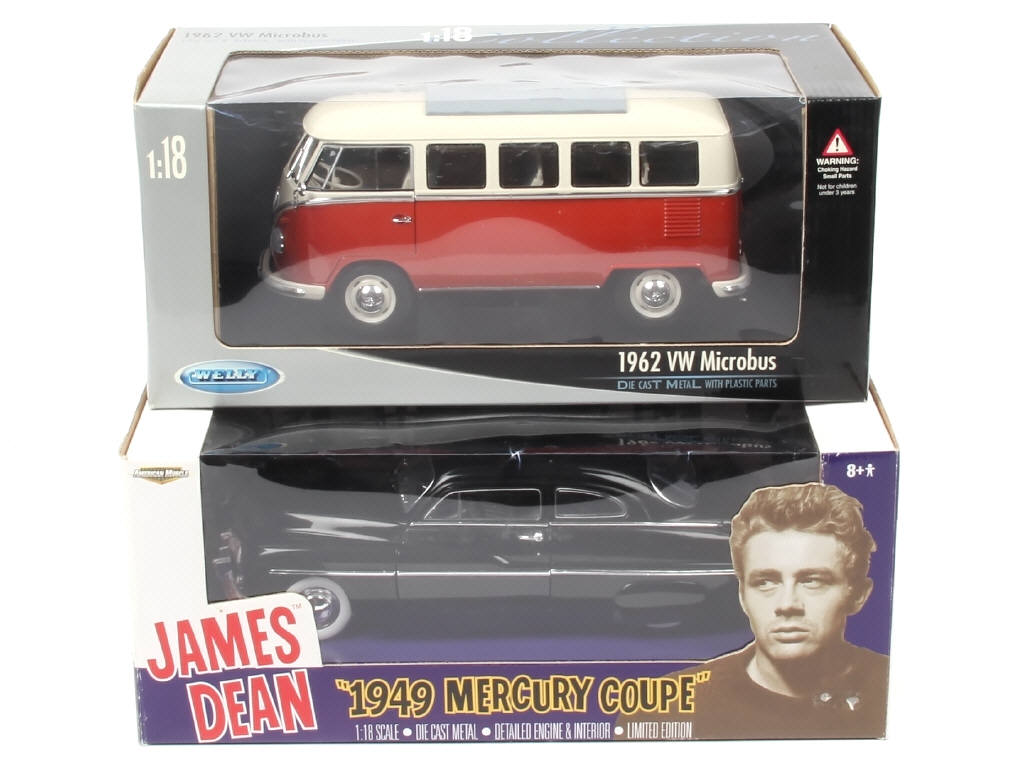 1962 VW Microbus
1:18
Collection
1:18
WARNING:
Choking Hazard
Small Parts
Not for children
under 3 years
1962 VW Microbus
DIE CAST METAL WITH PLASTIC PARTS
WELLY
AMERICAN MUSCLE
8+
JAMES
DEAN
TM
"1949 MERCURY COUPE"
1:18 SCALE • DIE CAST METAL • DETAILED ENGINE & INTERIOR • LIMITED EDITION